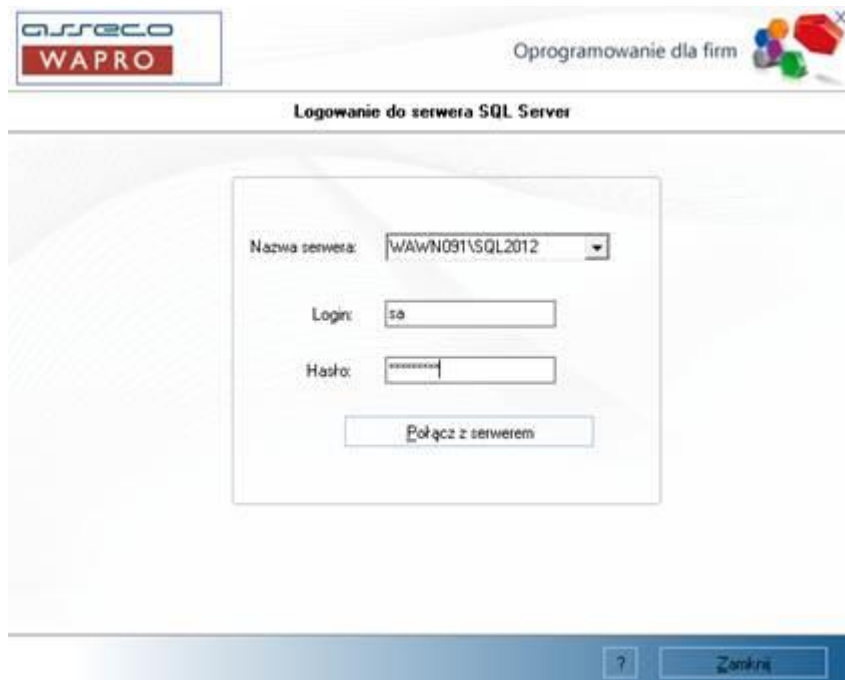 asseco
WAPRO
Oprogramowanie dla firm
Logowanie do serwera SQL Server
Nazwa serwera: WAWN091\SQL2012
Login: sa
Hasło: *********
Połącz z serwerem
? Zamknij